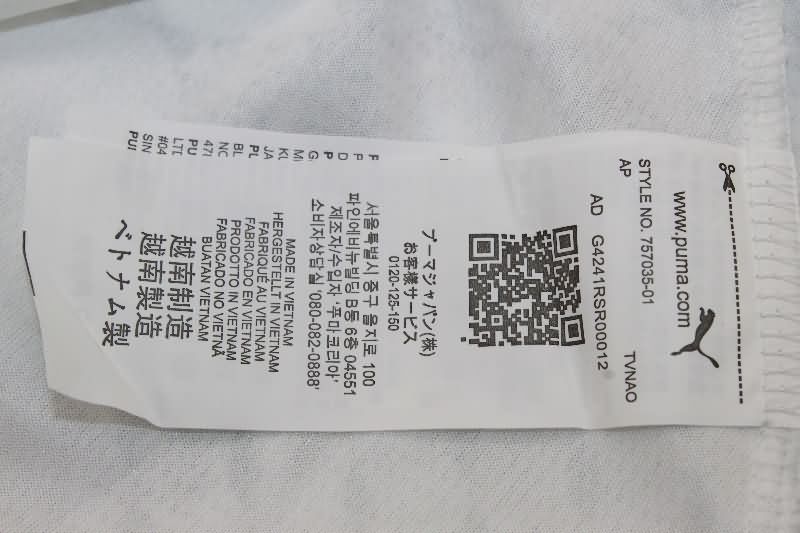 www.puma.com
STYLE NO. 757035-01
AP TVNAO
AD G4241RSR00012
プーマジャパン(株)
お客様サービス
0120-125-150
서울특별시 중구 을지로 100
파인에비뉴빌딩 B동 6층 04551
제조자/수입자 '푸마코리아'
소비자상담실 '080-082-0888'
MADE IN VIETNAM
HERGESTELLT IN VIETNAM
FABRIQUÉ AU VIETNAM
FABRICADO EN VIETNAM
PRODOTTO IN VIETNAM
FABRICADO NO VIETNÃ
BUATAN VIETNAM
越南制造
越南製造
ベトナム製